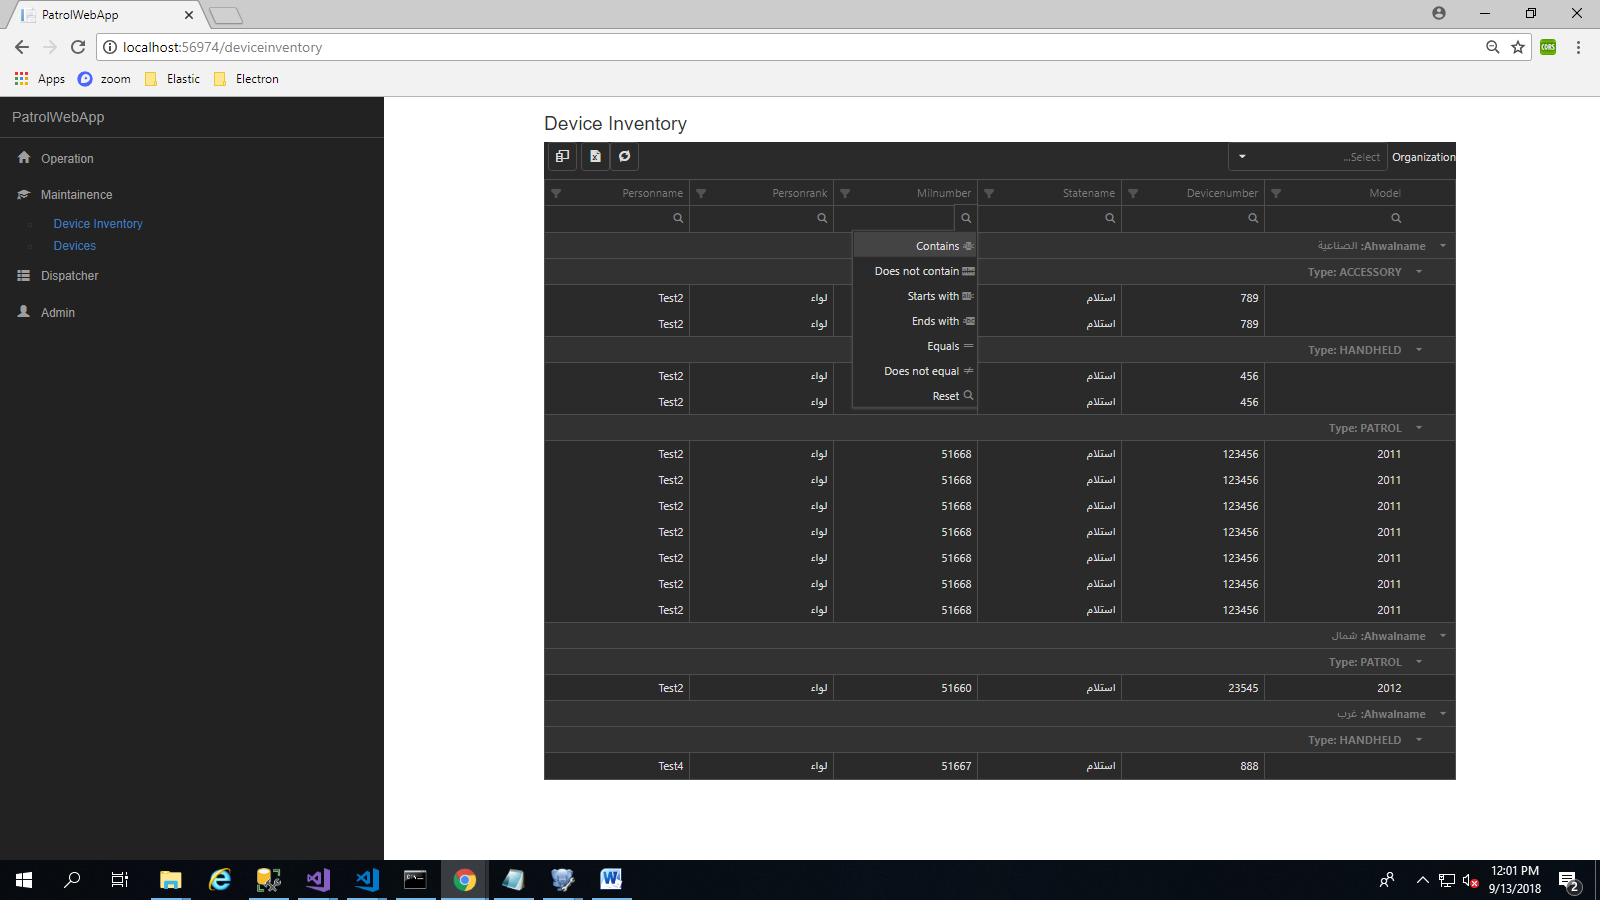 PatrolWebApp
localhost:56974/deviceinventory
CORS
Apps zoom Elastic Electron
PatrolWebApp
Operation
Maintainence
Device Inventory
Devices
Dispatcher
Admin
Device Inventory
Select... Organization
Personname Personrank Milnumber Statename Devicenumber Model
Ahwalname: الصناعية
Type: ACCESSORY
Test2 لواء استلام 789
Test2 لواء استلام 789
Type: HANDHELD
Test2 لواء استلام 456
Test2 لواء استلام 456
Type: PATROL
Test2 لواء 51668 استلام 123456 2011
Test2 لواء 51668 استلام 123456 2011
Test2 لواء 51668 استلام 123456 2011
Test2 لواء 51668 استلام 123456 2011
Test2 لواء 51668 استلام 123456 2011
Test2 لواء 51668 استلام 123456 2011
Test2 لواء 51668 استلام 123456 2011
Ahwalname: شمال
Type: PATROL
Test2 لواء 51660 استلام 23545 2012
Ahwalname: غرب
Type: HANDHELD
Test4 لواء 51667 استلام 888
Contains
Does not contain
Starts with
Ends with
Equals
Does not equal
Reset
12:01 PM
9/13/2018
2